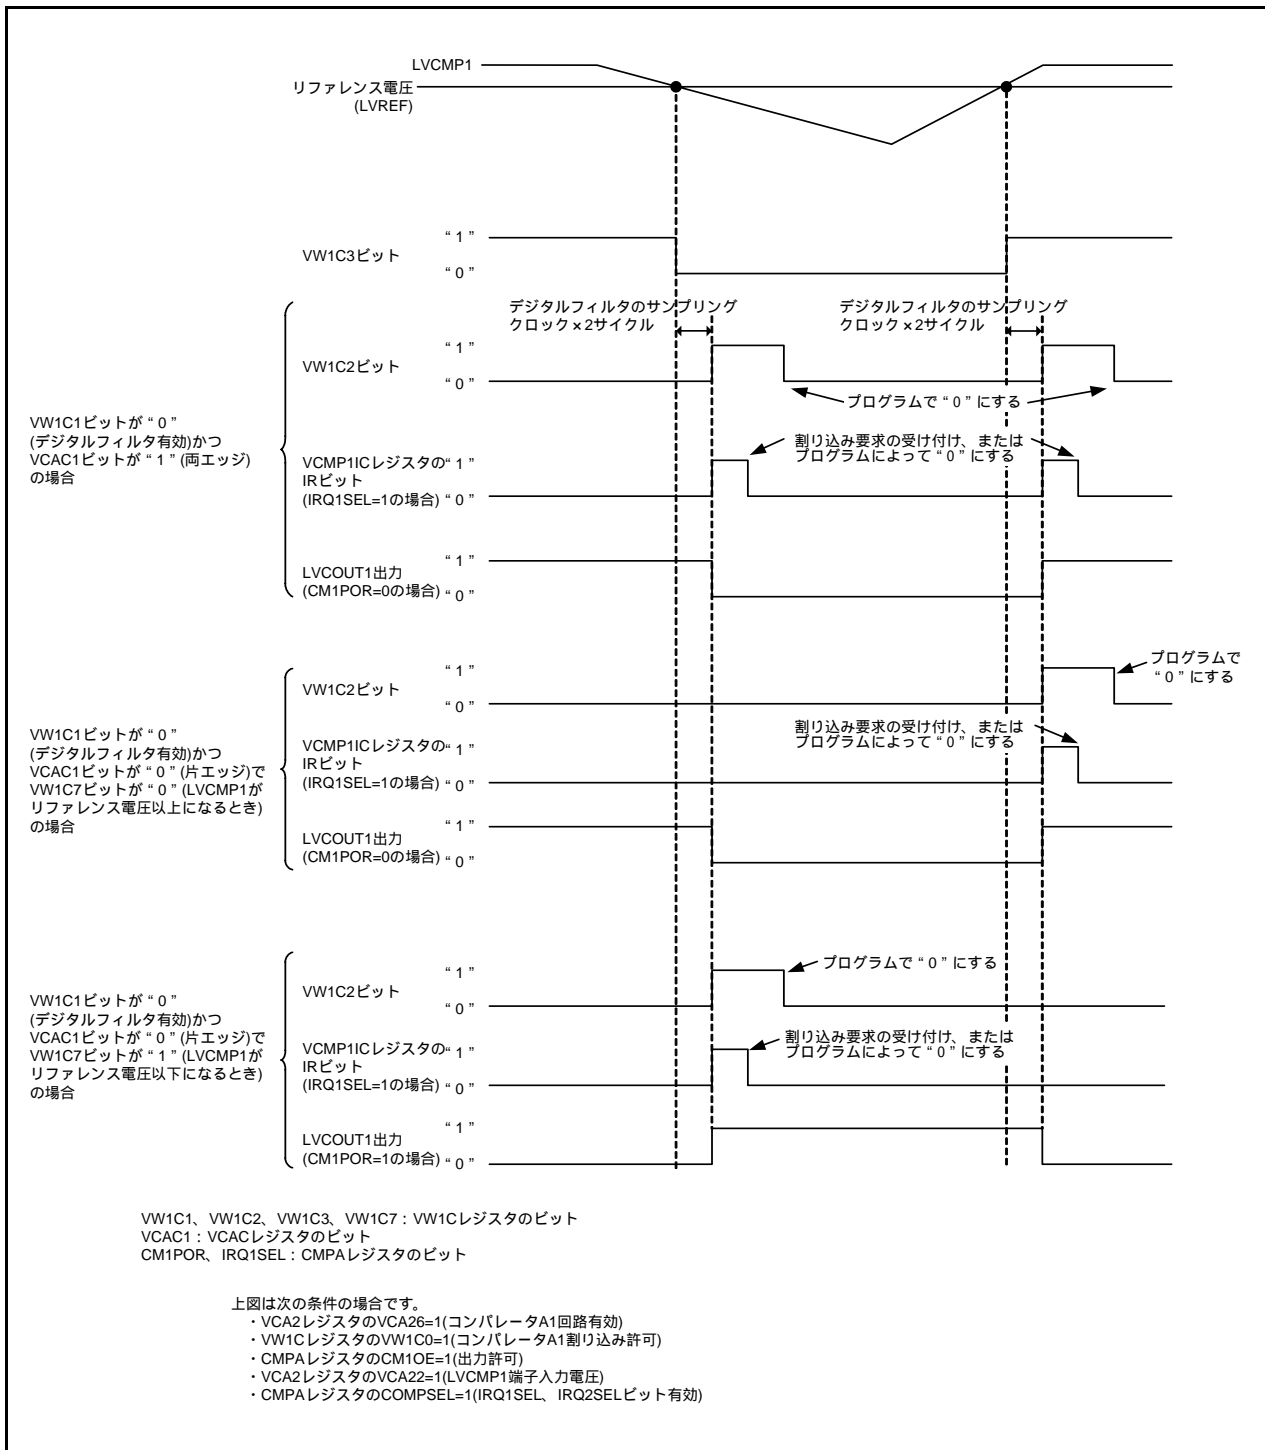 LVCMP1
リファレンス電圧
(LVREF)
“ 1 ”
VW1C3ビット
“ 0 ”
デジタルフィルタのサンプリング
クロック×2サイクル
デジタルフィルタのサンプリング
クロック×2サイクル
VW1C1ビットが “ 0 ”
(デジタルフィルタ有効)かつ
VCAC1ビットが “ 1 ” (両エッジ)
の場合
“ 1 ”
VW1C2ビット
“ 0 ”
プログラムで “ 0 ” にする
割り込み要求の受け付け、または
プログラムによって “ 0 ” にする
VCMP1ICレジスタの “ 1 ”
IRビット
(IRQ1SEL=1の場合) “ 0 ”
“ 1 ”
LVCOUT1出力
(CM1POR=0の場合) “ 0 ”
VW1C1ビットが “ 0 ”
(デジタルフィルタ有効)かつ
VCAC1ビットが “ 0 ” (片エッジ)で
VW1C7ビットが “ 0 ” (LVCMP1が
リファレンス電圧以上になるとき)
の場合
“ 1 ”
VW1C2ビット
“ 0 ”
プログラムで
“ 0 ” にする
割り込み要求の受け付け、または
プログラムによって “ 0 ” にする
VCMP1ICレジスタの “ 1 ”
IRビット
(IRQ1SEL=1の場合) “ 0 ”
“ 1 ”
LVCOUT1出力
(CM1POR=0の場合) “ 0 ”
VW1C1ビットが “ 0 ”
(デジタルフィルタ有効)かつ
VCAC1ビットが “ 0 ” (片エッジ)で
VW1C7ビットが “ 1 ” (LVCMP1が
リファレンス電圧以下になるとき)
の場合
“ 1 ”
VW1C2ビット
“ 0 ”
プログラムで “ 0 ” にする
割り込み要求の受け付け、または
プログラムによって “ 0 ” にする
VCMP1ICレジスタの “ 1 ”
IRビット
(IRQ1SEL=1の場合) “ 0 ”
“ 1 ”
LVCOUT1出力
(CM1POR=1の場合) “ 0 ”
VW1C1、VW1C2、VW1C3、VW1C7：VW1Cレジスタのビット
VCAC1：VCACレジスタのビット
CM1POR、IRQ1SEL：CMPAレジスタのビット
上図は次の条件の場合です。
・VCA2レジスタのVCA26=1(コンパレータA1回路有効)
・VW1CレジスタのVW1C0=1(コンパレータA1割り込み許可)
・CMPAレジスタのCM1OE=1(出力許可)
・VCA2レジスタのVCA22=1(LVCMP1端子入力電圧)
・CMPAレジスタのCOMPSEL=1(IRQ1SEL、IRQ2SELビット有効)